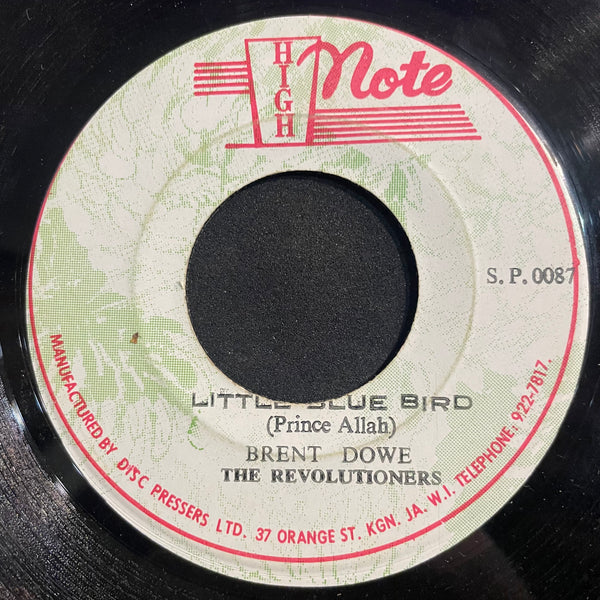 HIGH Note
S. P. 0087
LITTLE BLUE BIRD
(Prince Allah)
BRENT DOWE
THE REVOLUTIONERS
MANUFACTURED BY DISC PRESSERS LTD. 37 ORANGE ST. KGN. JA. W.I. TELEPHONE: 922-7817.